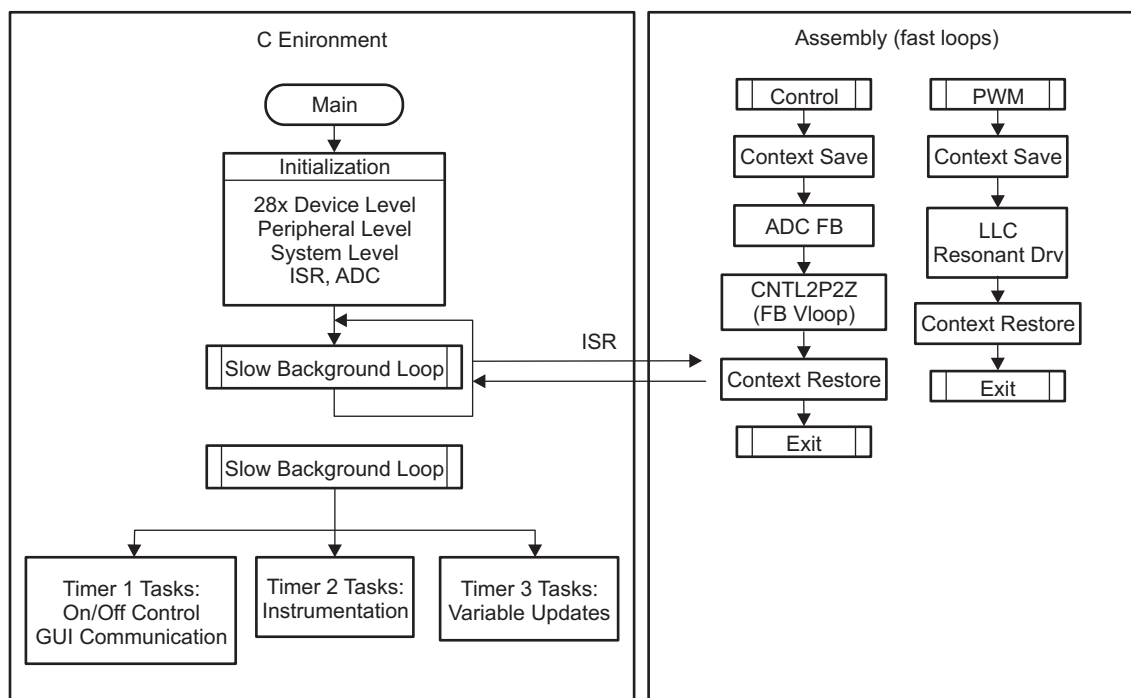 C Enironment
Main
Initialization
28x Device Level
Peripheral Level
System Level
ISR, ADC
Slow Background Loop
ISR
Slow Background Loop
Timer 1 Tasks:
On/Off Control
GUI Communication
Timer 2 Tasks:
Instrumentation
Timer 3 Tasks:
Variable Updates
Assembly (fast loops)
Control
Context Save
ADC FB
CNTL2P2Z
(FB Vloop)
Context Restore
Exit
PWM
Context Save
LLC
Resonant Drv
Context Restore
Exit